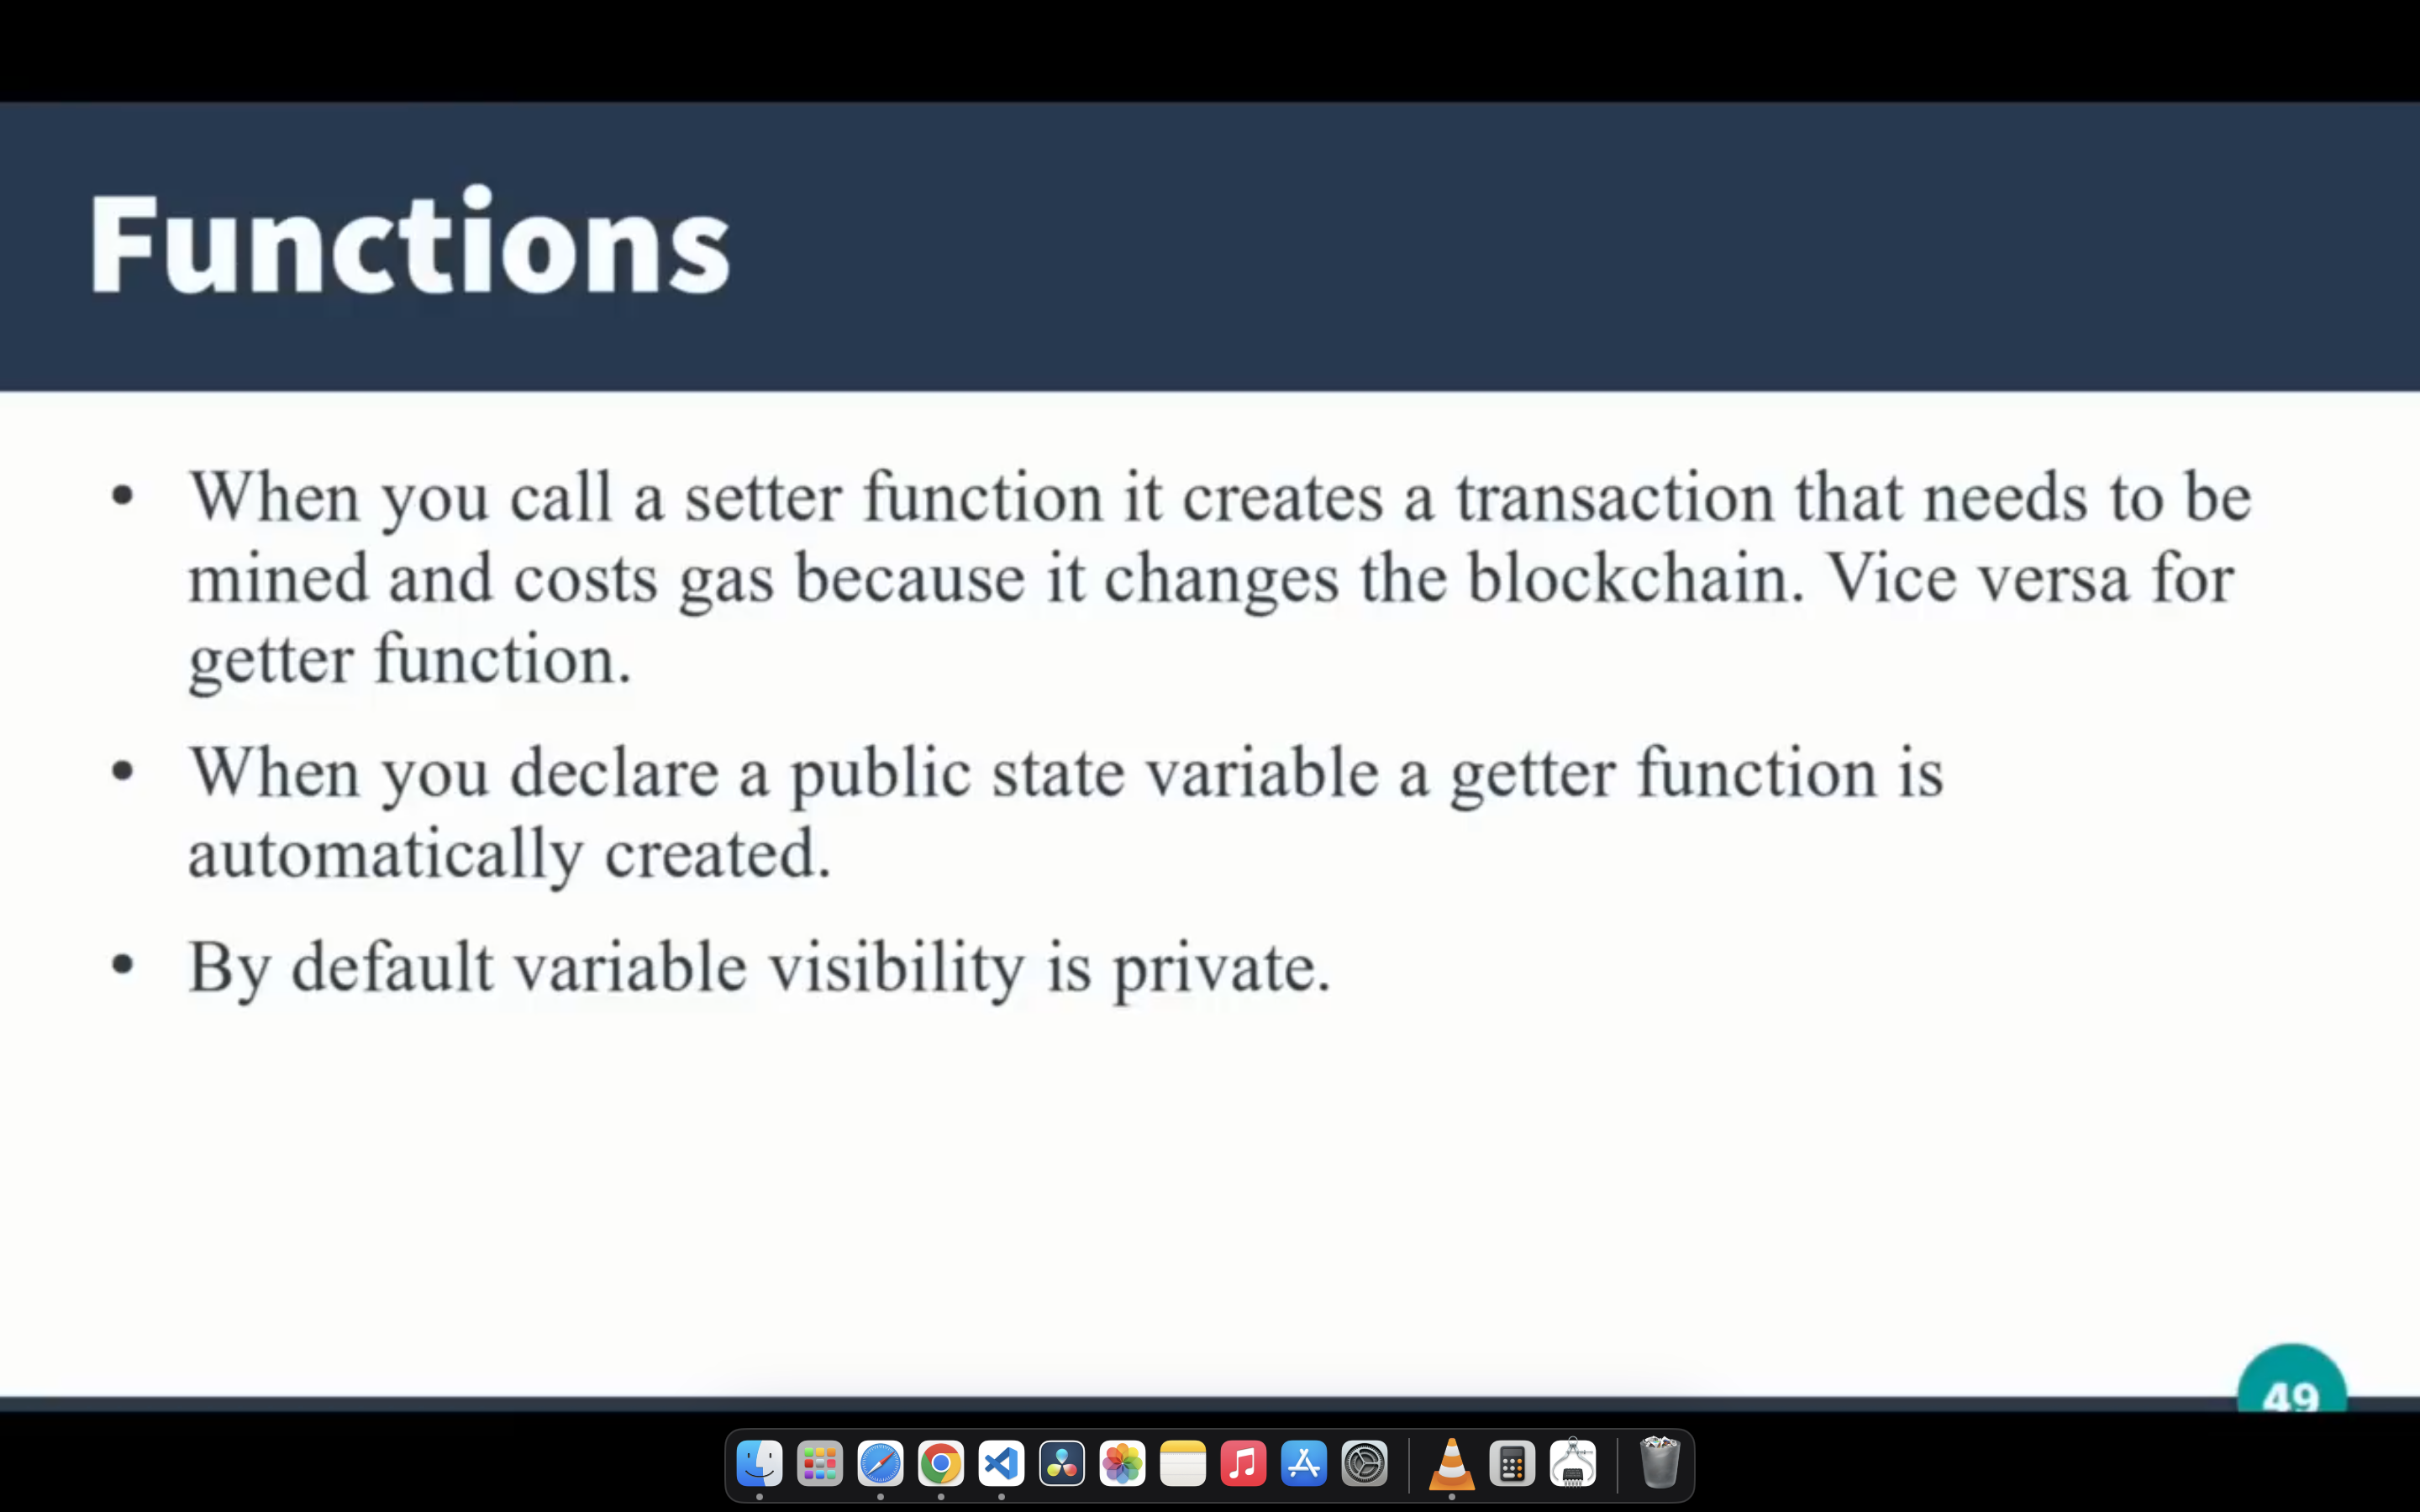 Functions
• When you call a setter function it creates a transaction that needs to be
mined and costs gas because it changes the blockchain. Vice versa for
getter function.
• When you declare a public state variable a getter function is
automatically created.
• By default variable visibility is private.
49